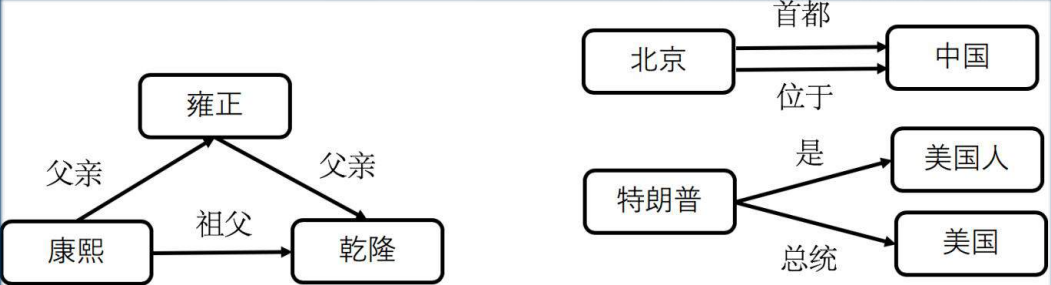 雍正
父亲
父亲
祖父
康熙
乾隆
首都
北京
中国
位于
是
美国人
特朗普
美国
总统